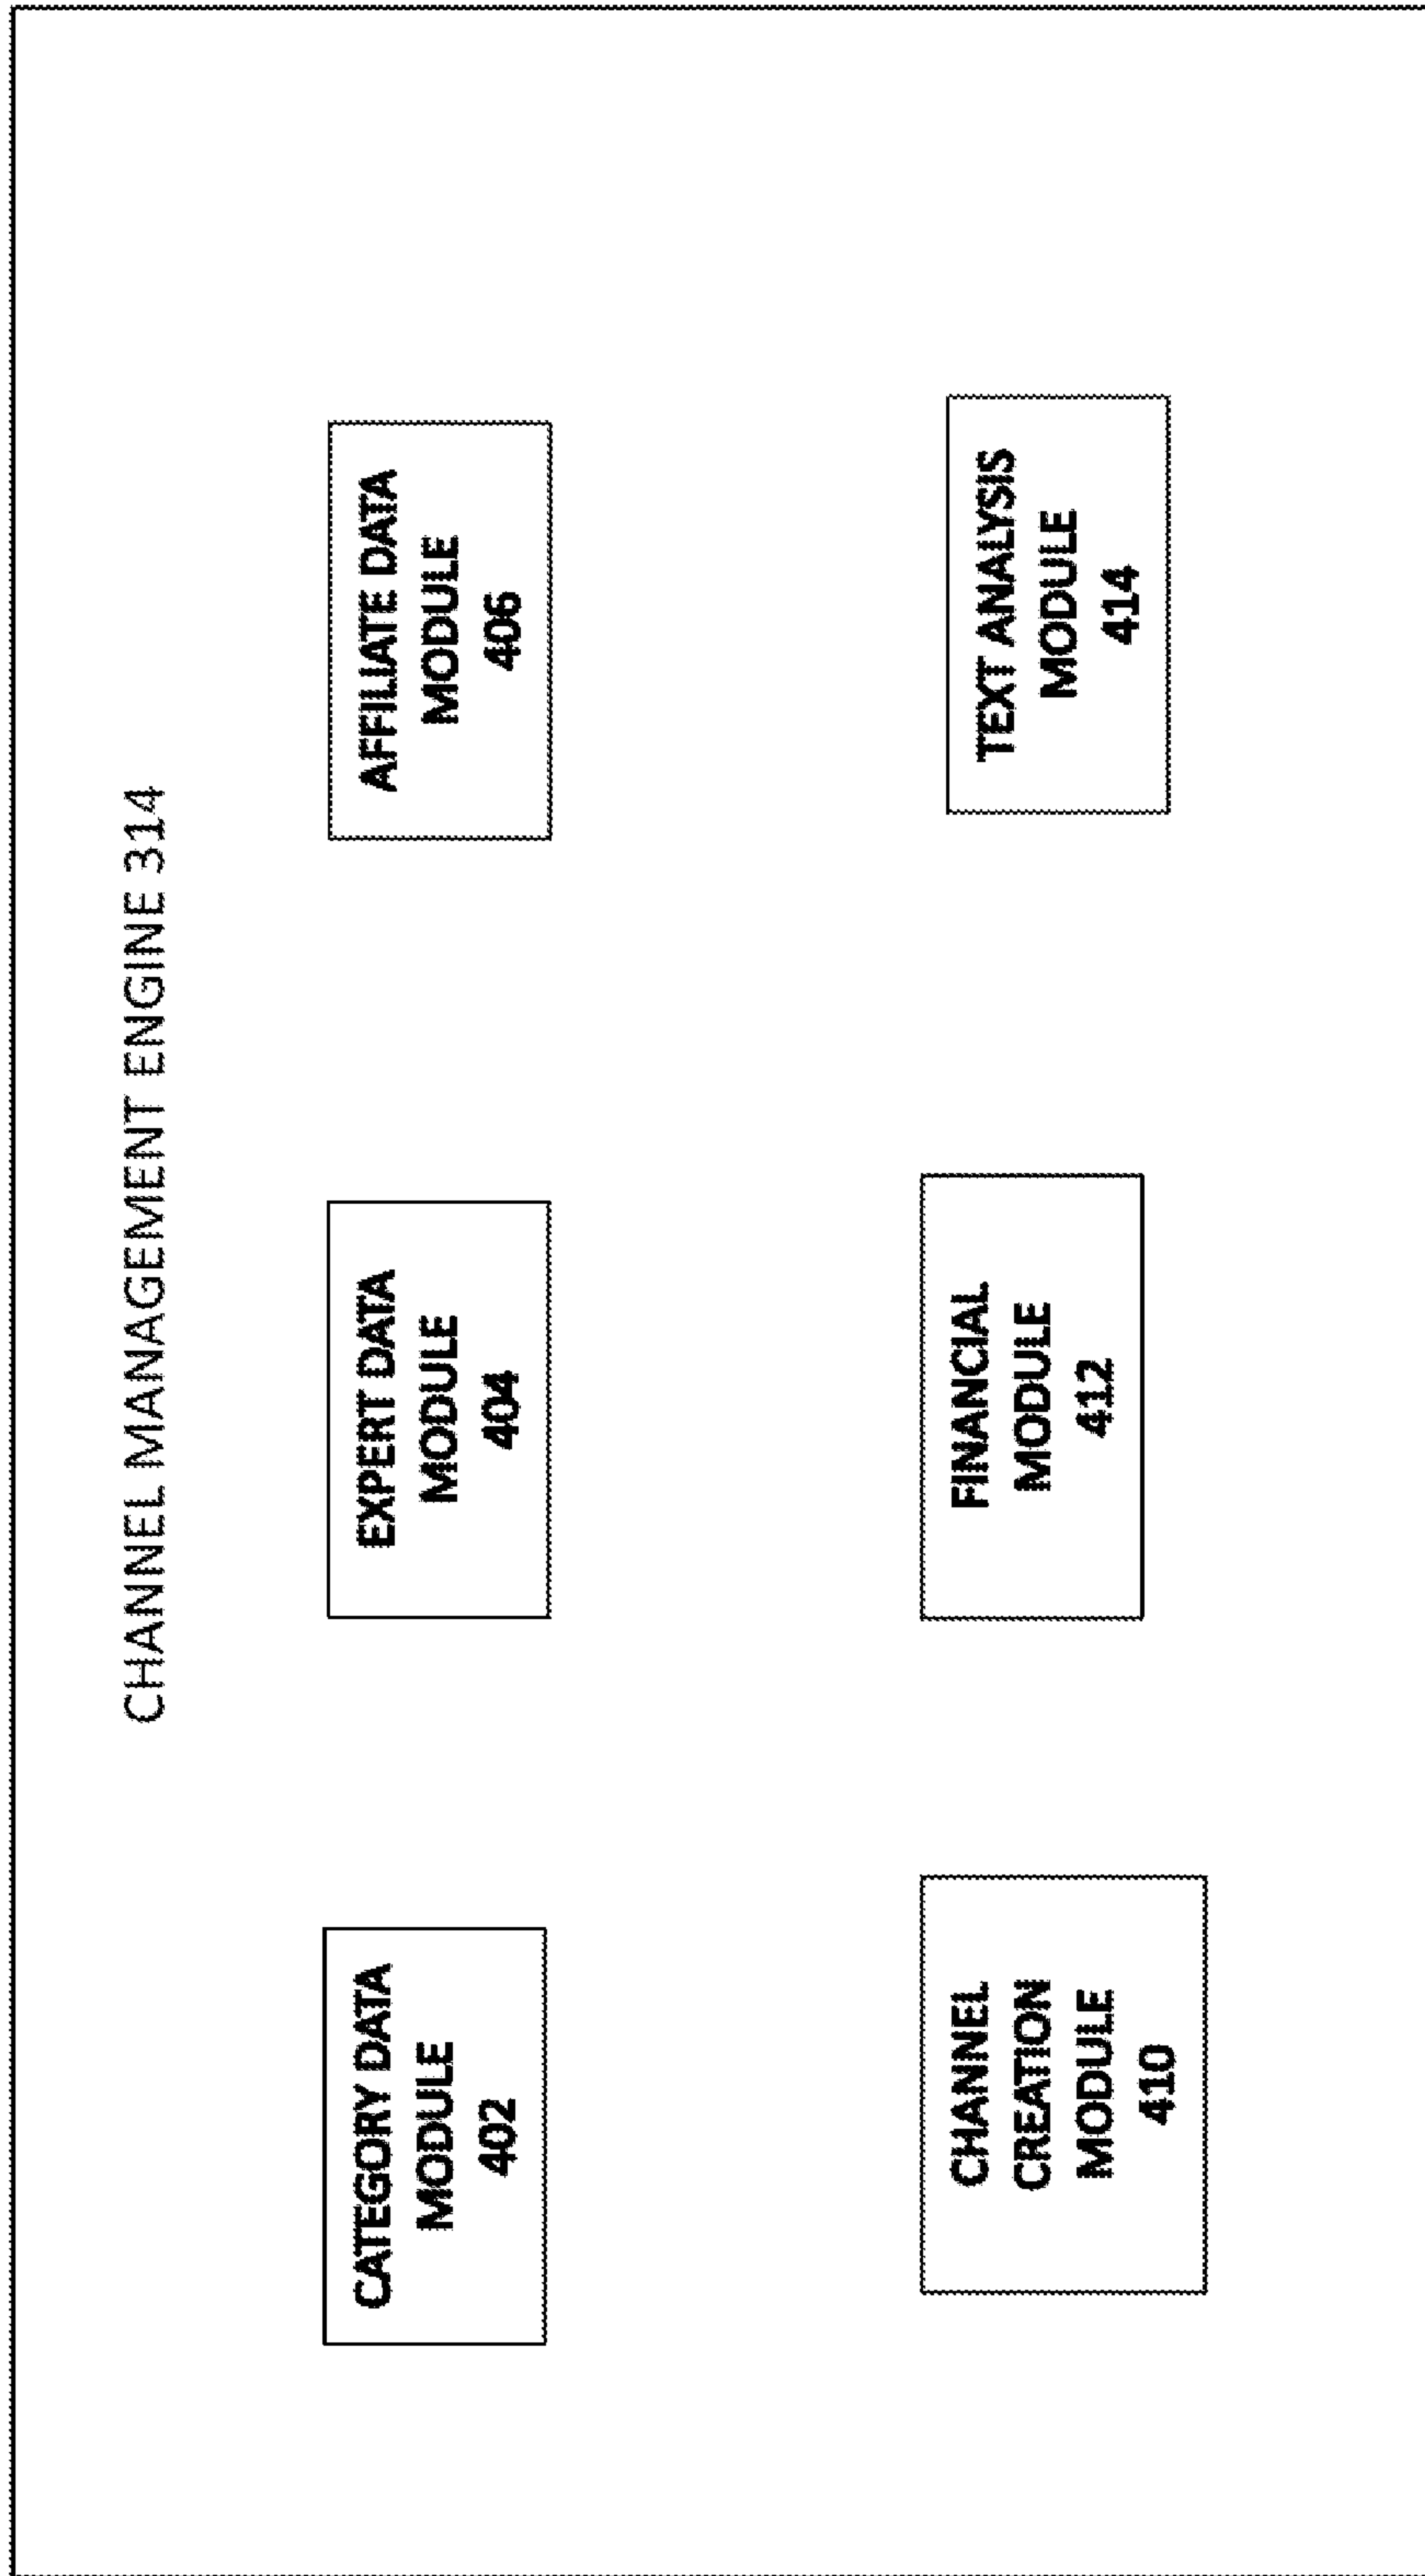 CHANNEL MANAGEMENT ENGINE 314
CATEGORY DATA
MODULE
402
EXPERT DATA
MODULE
404
AFFILIATE DATA
MODULE
406
CHANNEL
CREATION
MODULE
410
FINANCIAL
MODULE
412
TEXT ANALYSIS
MODULE
414